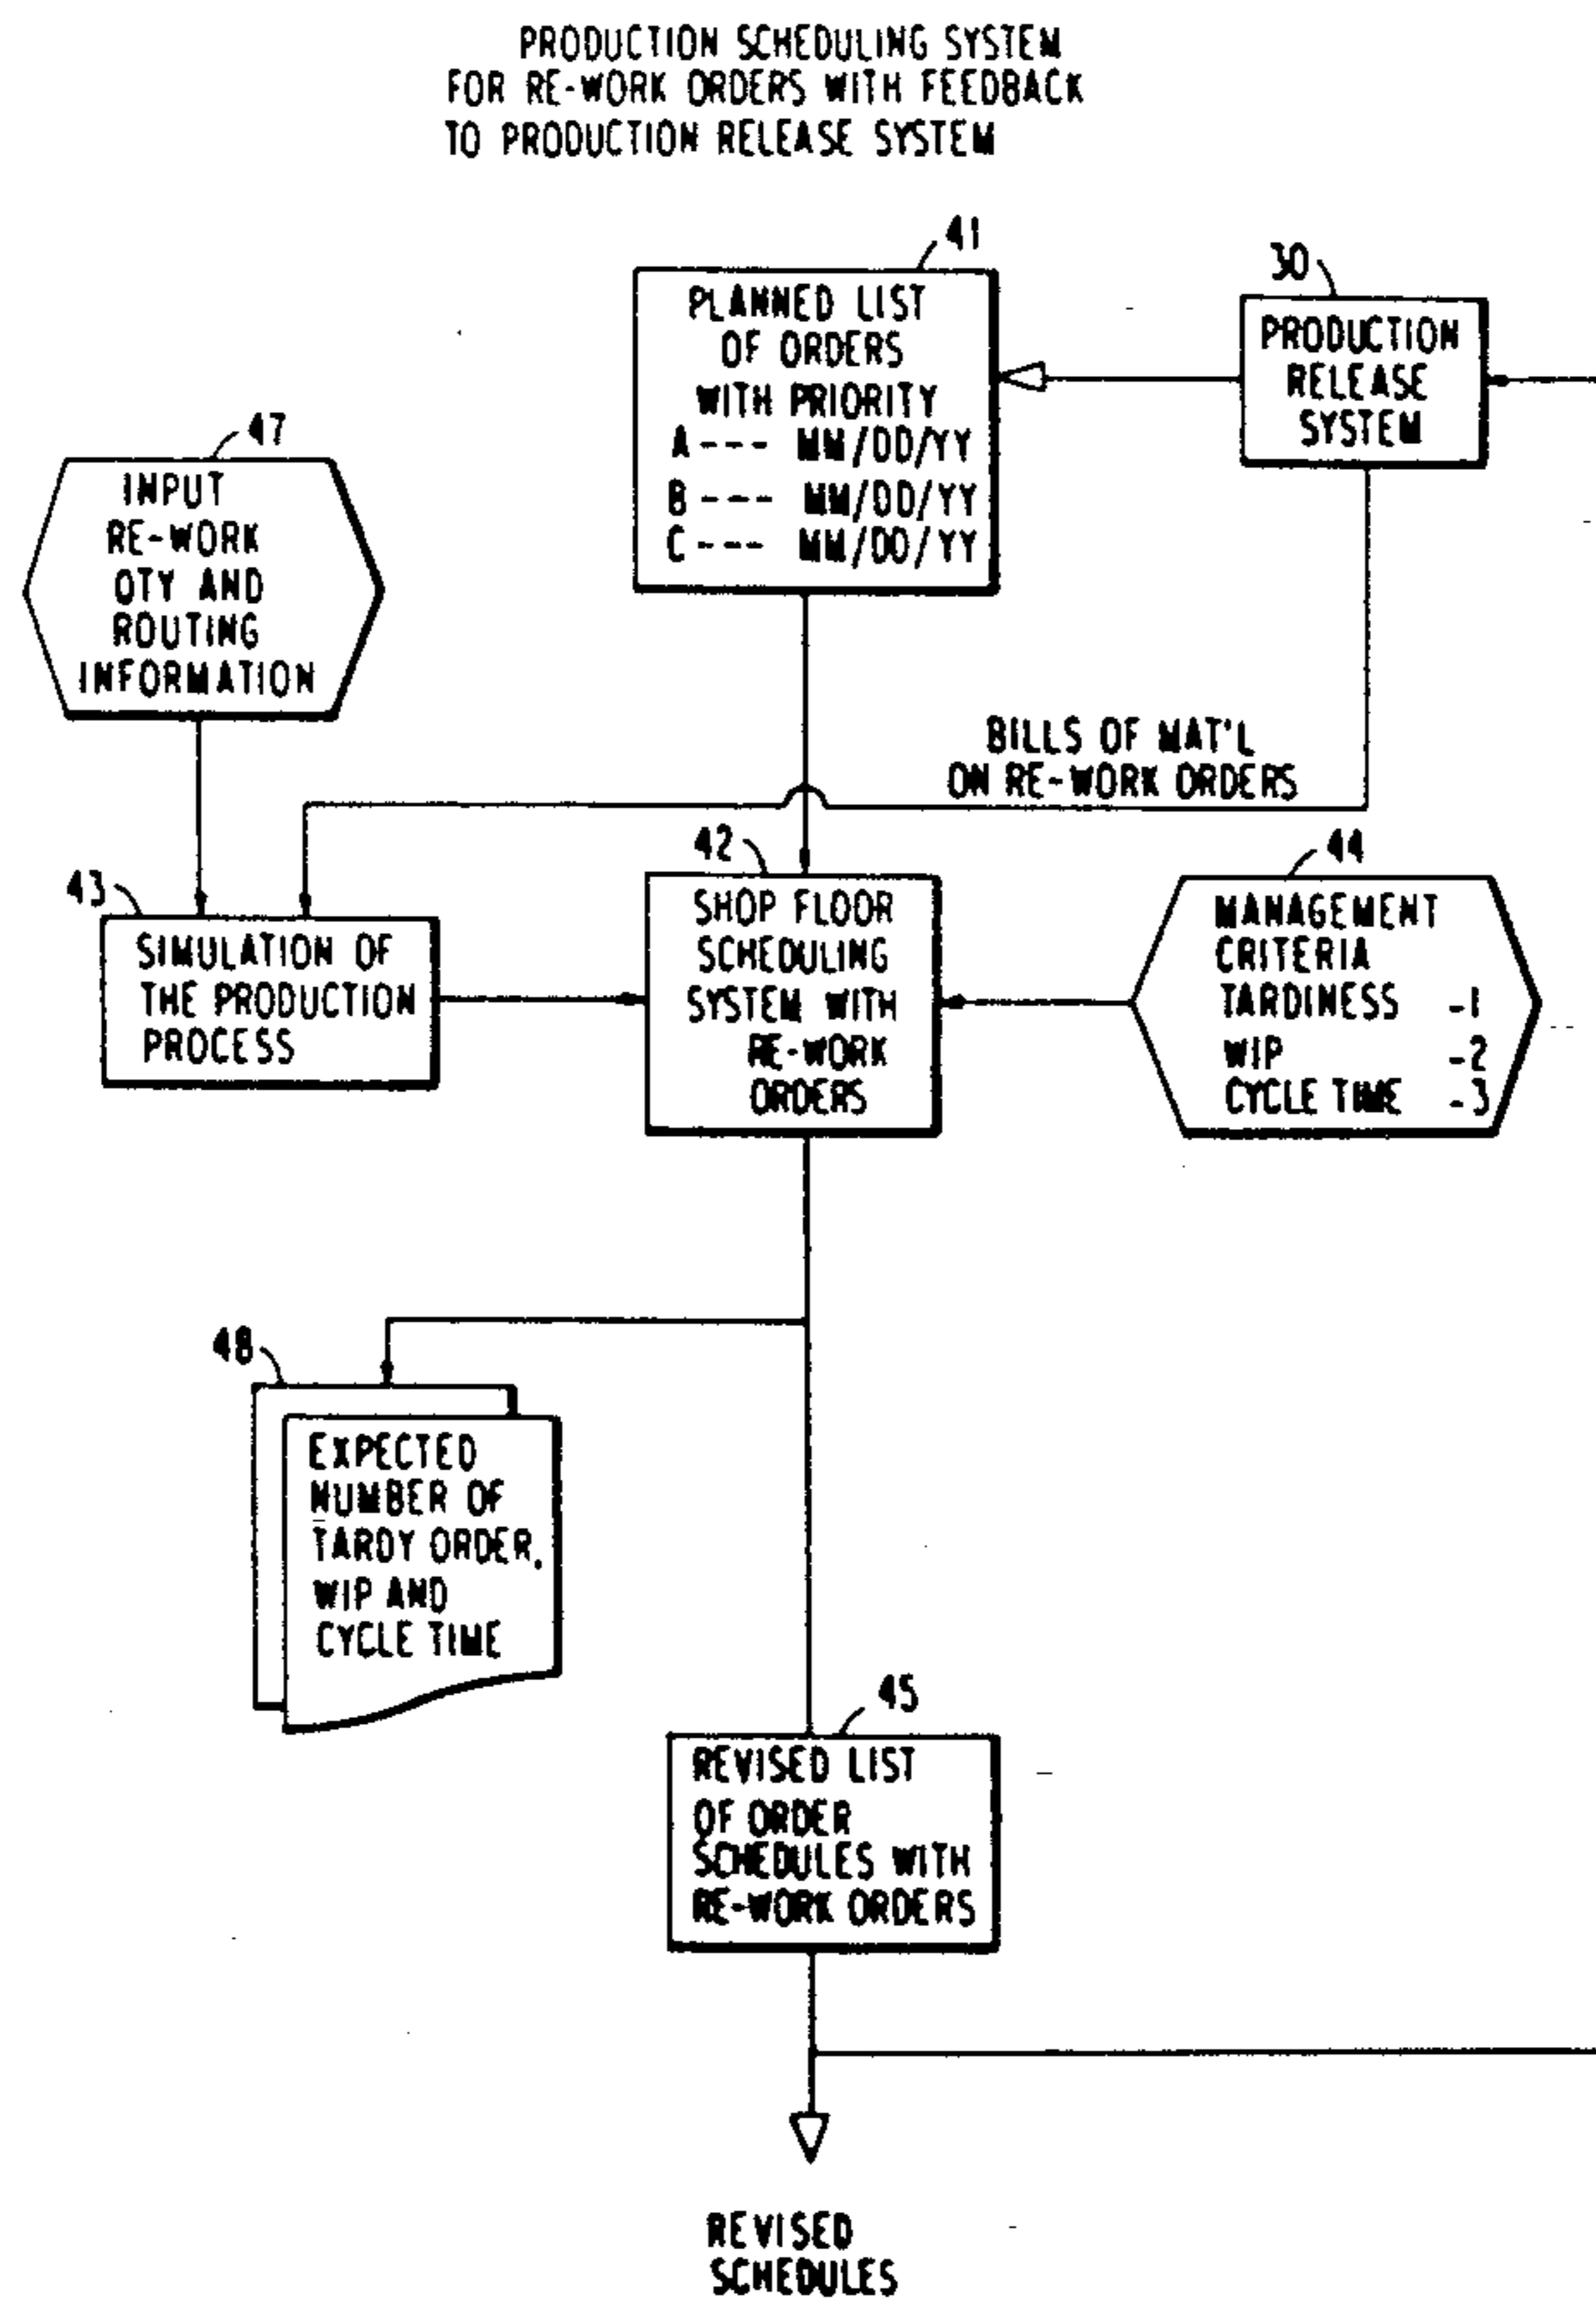 PRODUCTION SCHEDULING SYSTEM
FOR RE-WORK ORDERS WITH FEEDBACK
TO PRODUCTION RELEASE SYSTEM
41
PLANNED LIST
OF ORDERS
WITH PRIORITY
A --- MM/DD/YY
B --- MM/DD/YY
C --- MM/DD/YY
30
PRODUCTION
RELEASE
SYSTEM
47
INPUT
RE-WORK
QTY AND
ROUTING
INFORMATION
BILLS OF MAT'L
ON RE-WORK ORDERS
43
SIMULATION OF
THE PRODUCTION
PROCESS
42
SHOP FLOOR
SCHEDULING
SYSTEM WITH
RE-WORK
ORDERS
44
MANAGEMENT
CRITERIA
TARDINESS -1
WIP -2
CYCLE TIME -3
48
EXPECTED
NUMBER OF
TARDY ORDER,
WIP AND
CYCLE TIME
45
REVISED LIST
OF ORDER
SCHEDULES WITH
RE-WORK ORDERS
REVISED
SCHEDULES